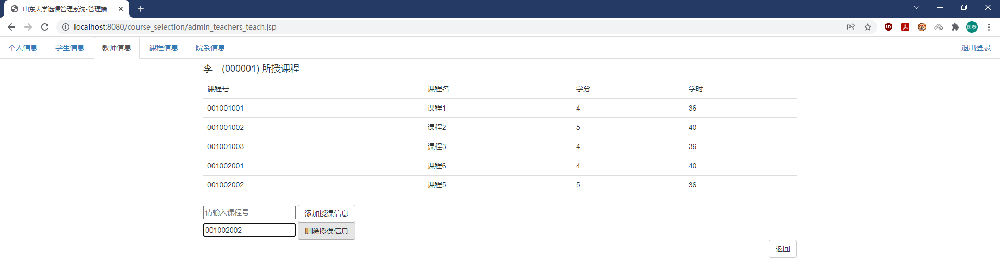 山东大学选课管理系统-管理端
localhost:8080/course_selection/admin_teachers_teach.jsp
国泰
个人信息 学生信息 教师信息 课程信息 院系信息 退出登录
李一(000001) 所授课程
课程号 课程名 学分 学时
001001001 课程1 4 36
001001002 课程2 5 40
001001003 课程3 4 36
001002001 课程6 4 40
001002002 课程5 5 36
请输入课程号 添加授课信息
001002002 删除授课信息
返回